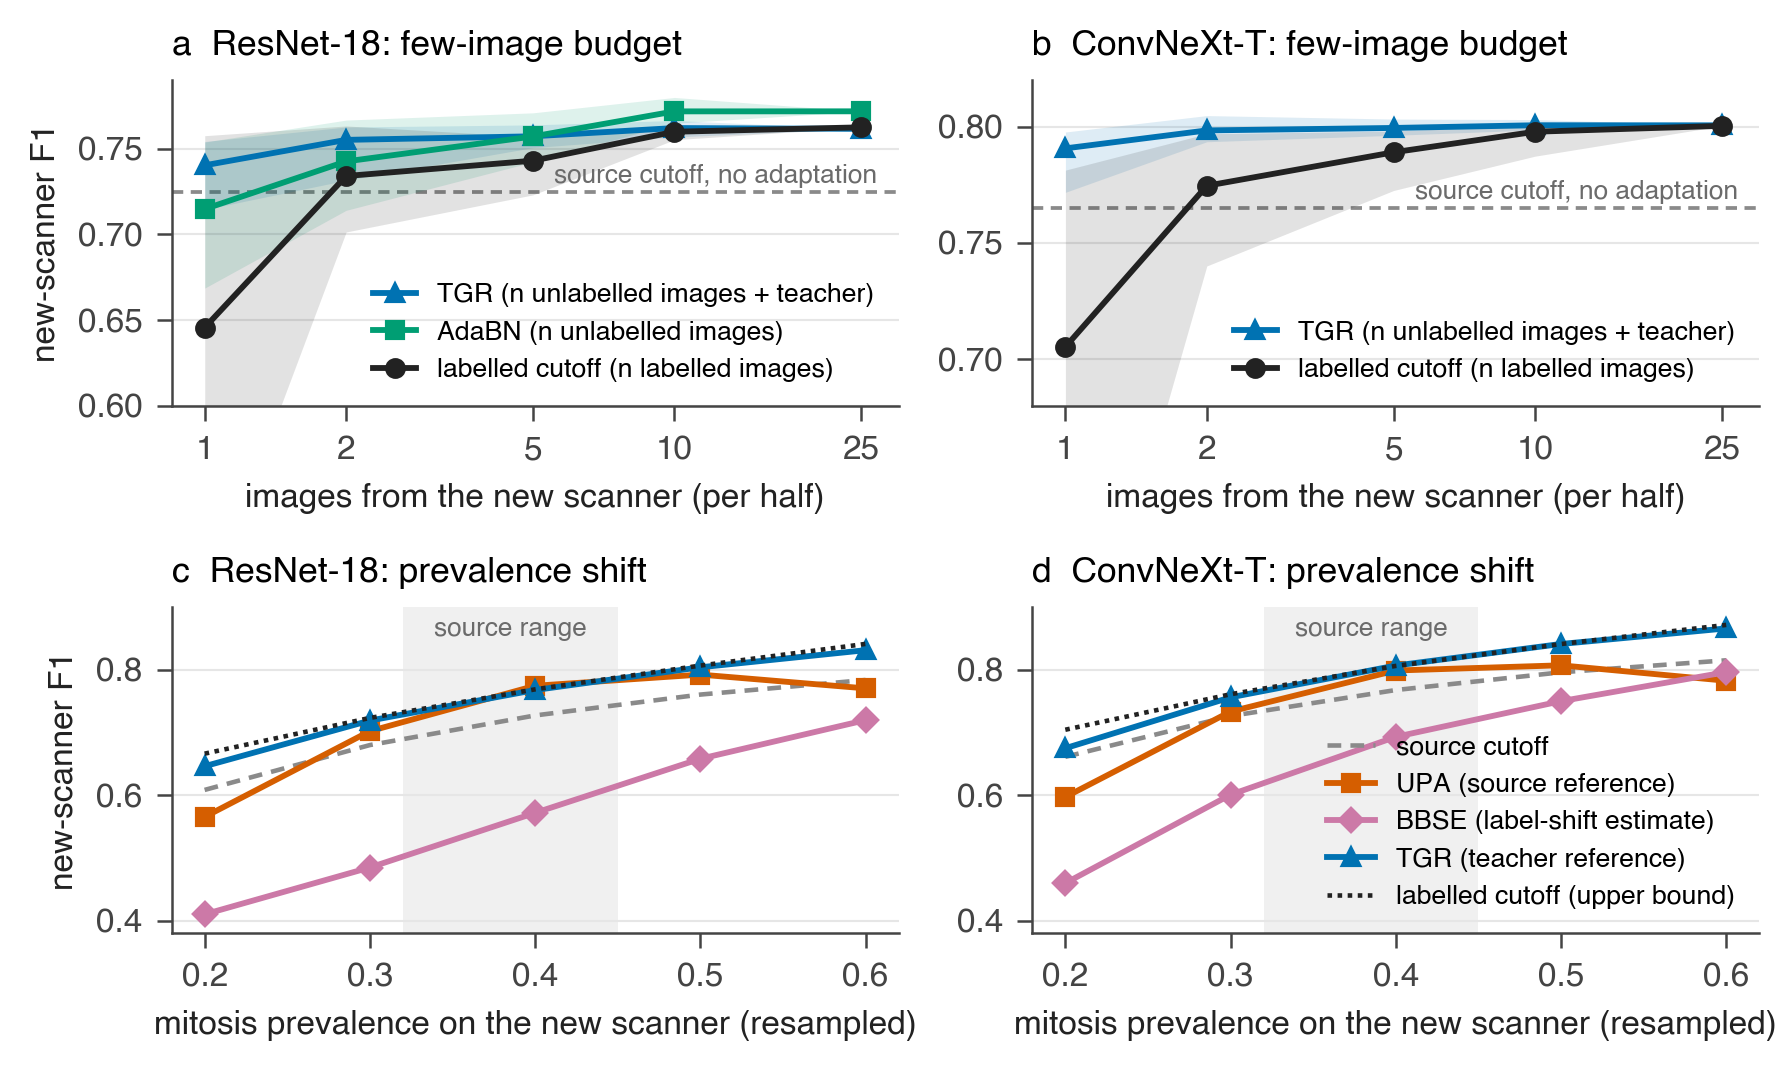 a ResNet-18: few-image budget
new-scanner F1
0.75
0.70
0.65
0.60
source cutoff, no adaptation
TGR (n unlabelled images + teacher)
AdaBN (n unlabelled images)
labelled cutoff (n labelled images)
1 2 5 10 25
images from the new scanner (per half)
b ConvNeXt-T: few-image budget
0.80
0.75
0.70
source cutoff, no adaptation
TGR (n unlabelled images + teacher)
labelled cutoff (n labelled images)
1 2 5 10 25
images from the new scanner (per half)
c ResNet-18: prevalence shift
new-scanner F1
0.8
0.6
0.4
source range
0.2 0.3 0.4 0.5 0.6
mitosis prevalence on the new scanner (resampled)
d ConvNeXt-T: prevalence shift
0.8
0.6
0.4
source range
source cutoff
UPA (source reference)
BBSE (label-shift estimate)
TGR (teacher reference)
labelled cutoff (upper bound)
0.2 0.3 0.4 0.5 0.6
mitosis prevalence on the new scanner (resampled)